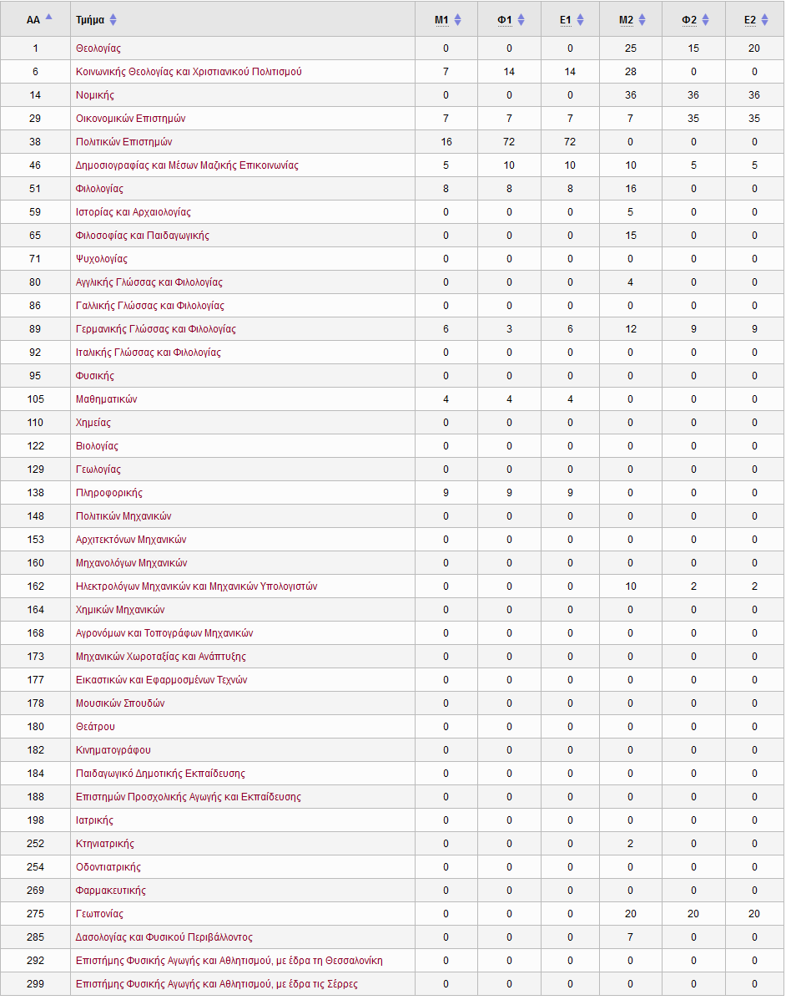 ΑΑ Τμήμα Μ1 Φ1 Ε1 Μ2 Φ2 Ε2
1 Θεολογίας 0 0 0 25 15 20
6 Κοινωνικής Θεολογίας και Χριστιανικού Πολιτισμού 7 14 14 28 0 0
14 Νομικής 0 0 0 36 36 36
29 Οικονομικών Επιστημών 7 7 7 7 35 35
38 Πολιτικών Επιστημών 16 72 72 0 0 0
46 Δημοσιογραφίας και Μέσων Μαζικής Επικοινωνίας 5 10 10 10 5 5
51 Φιλολογίας 8 8 8 16 0 0
59 Ιστορίας και Αρχαιολογίας 0 0 0 5 0 0
65 Φιλοσοφίας και Παιδαγωγικής 0 0 0 15 0 0
71 Ψυχολογίας 0 0 0 0 0 0
80 Αγγλικής Γλώσσας και Φιλολογίας 0 0 0 4 0 0
86 Γαλλικής Γλώσσας και Φιλολογίας 0 0 0 0 0 0
89 Γερμανικής Γλώσσας και Φιλολογίας 6 3 6 12 9 9
92 Ιταλικής Γλώσσας και Φιλολογίας 0 0 0 0 0 0
95 Φυσικής 0 0 0 0 0 0
105 Μαθηματικών 4 4 4 0 0 0
110 Χημείας 0 0 0 0 0 0
122 Βιολογίας 0 0 0 0 0 0
129 Γεωλογίας 0 0 0 0 0 0
138 Πληροφορικής 9 9 9 0 0 0
148 Πολιτικών Μηχανικών 0 0 0 0 0 0
153 Αρχιτεκτόνων Μηχανικών 0 0 0 0 0 0
160 Μηχανολόγων Μηχανικών 0 0 0 0 0 0
162 Ηλεκτρολόγων Μηχανικών και Μηχανικών Υπολογιστών 0 0 0 10 2 2
164 Χημικών Μηχανικών 0 0 0 0 0 0
168 Αγρονόμων και Τοπογράφων Μηχανικών 0 0 0 0 0 0
173 Μηχανικών Χωροταξίας και Ανάπτυξης 0 0 0 0 0 0
177 Εικαστικών και Εφαρμοσμένων Τεχνών 0 0 0 0 0 0
178 Μουσικών Σπουδών 0 0 0 0 0 0
180 Θεάτρου 0 0 0 0 0 0
182 Κινηματογράφου 0 0 0 0 0 0
184 Παιδαγωγικό Δημοτικής Εκπαίδευσης 0 0 0 0 0 0
188 Επιστημών Προσχολικής Αγωγής και Εκπαίδευσης 0 0 0 0 0 0
198 Ιατρικής 0 0 0 0 0 0
252 Κτηνιατρικής 0 0 0 2 0 0
254 Οδοντιατρικής 0 0 0 0 0 0
269 Φαρμακευτικής 0 0 0 0 0 0
275 Γεωπονίας 0 0 0 20 20 20
285 Δασολογίας και Φυσικού Περιβάλλοντος 0 0 0 7 0 0
292 Επιστήμης Φυσικής Αγωγής και Αθλητισμού, με έδρα τη Θεσσαλονίκη 0 0 0 0 0 0
299 Επιστήμης Φυσικής Αγωγής και Αθλητισμού, με έδρα τις Σέρρες 0 0 0 0 0 0